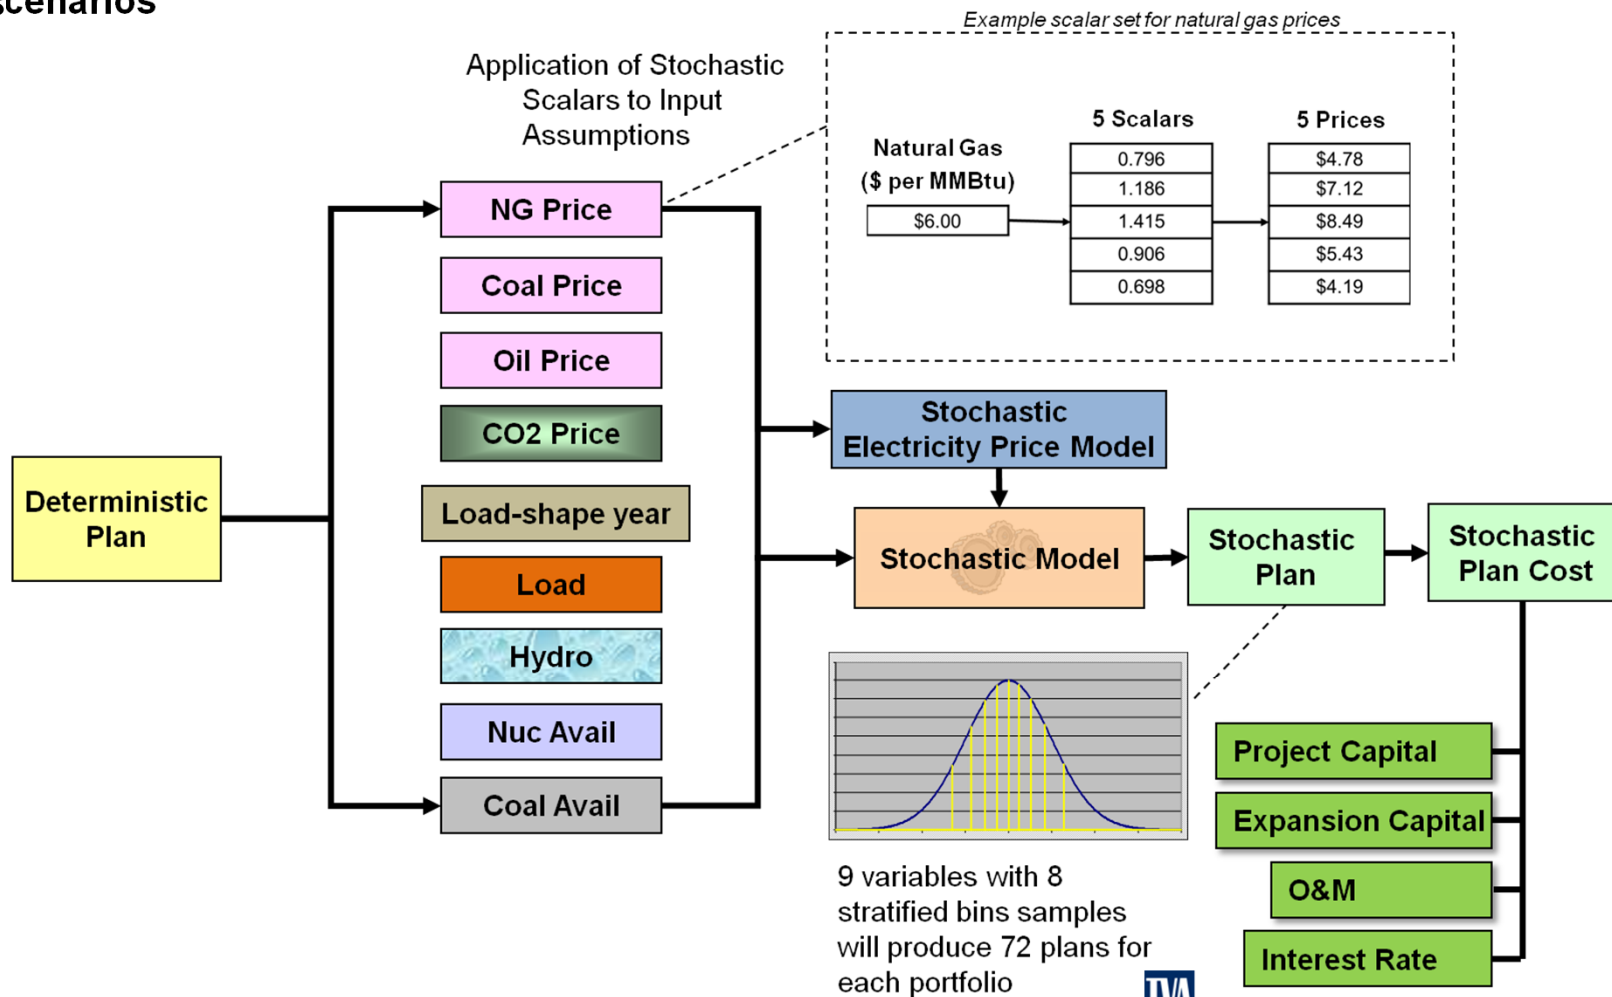 scenarios
Example scalar set for natural gas prices
Application of Stochastic
Scalars to Input
Assumptions
5 Scalars
5 Prices
Natural Gas
($ per MMBtu)
$6.00
0.796
$4.78
1.186
$7.12
1.415
$8.49
0.906
$5.43
0.698
$4.19
NG Price
Coal Price
Oil Price
CO2 Price
Load-shape year
Load
Hydro
Nuc Avail
Coal Avail
Deterministic
Plan
Stochastic
Electricity Price Model
Stochastic Model
Stochastic
Plan
Stochastic
Plan Cost
Project Capital
Expansion Capital
O&M
Interest Rate
9 variables with 8
stratified bins samples
will produce 72 plans for
each portfolio
TVA